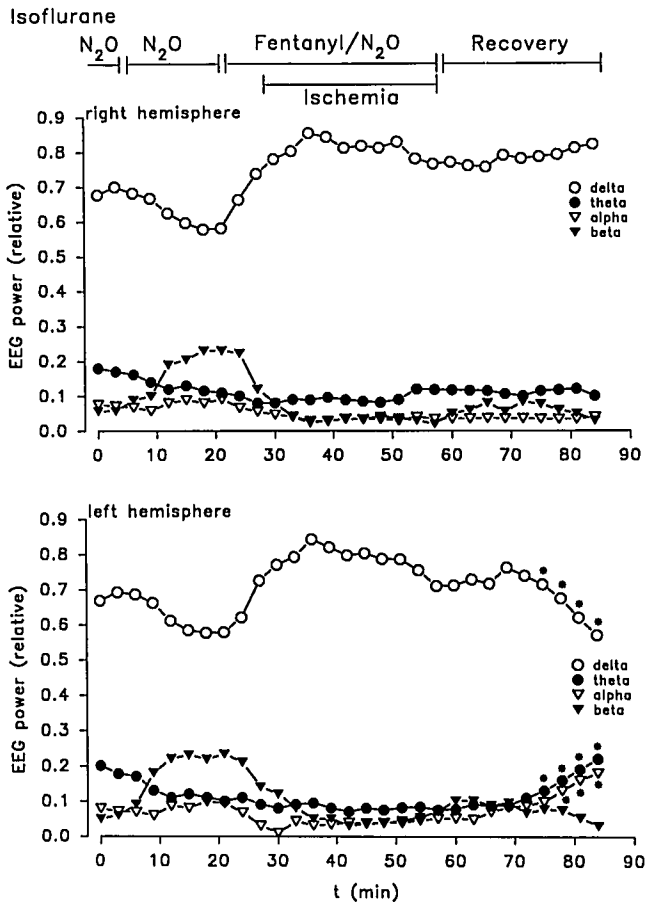 Isoflurane
N₂O N₂O Fentanyl/N₂O Recovery
Ischemia
right hemisphere
0.9
0.8
0.7
0.6
0.5
0.4
0.3
0.2
0.1
0.0
EEG power (relative)
delta
theta
alpha
beta
0 10 20 30 40 50 60 70 80 90
left hemisphere
0.9
0.8
0.7
0.6
0.5
0.4
0.3
0.2
0.1
0.0
EEG power (relative)
delta
theta
alpha
beta
0 10 20 30 40 50 60 70 80 90
t (min)